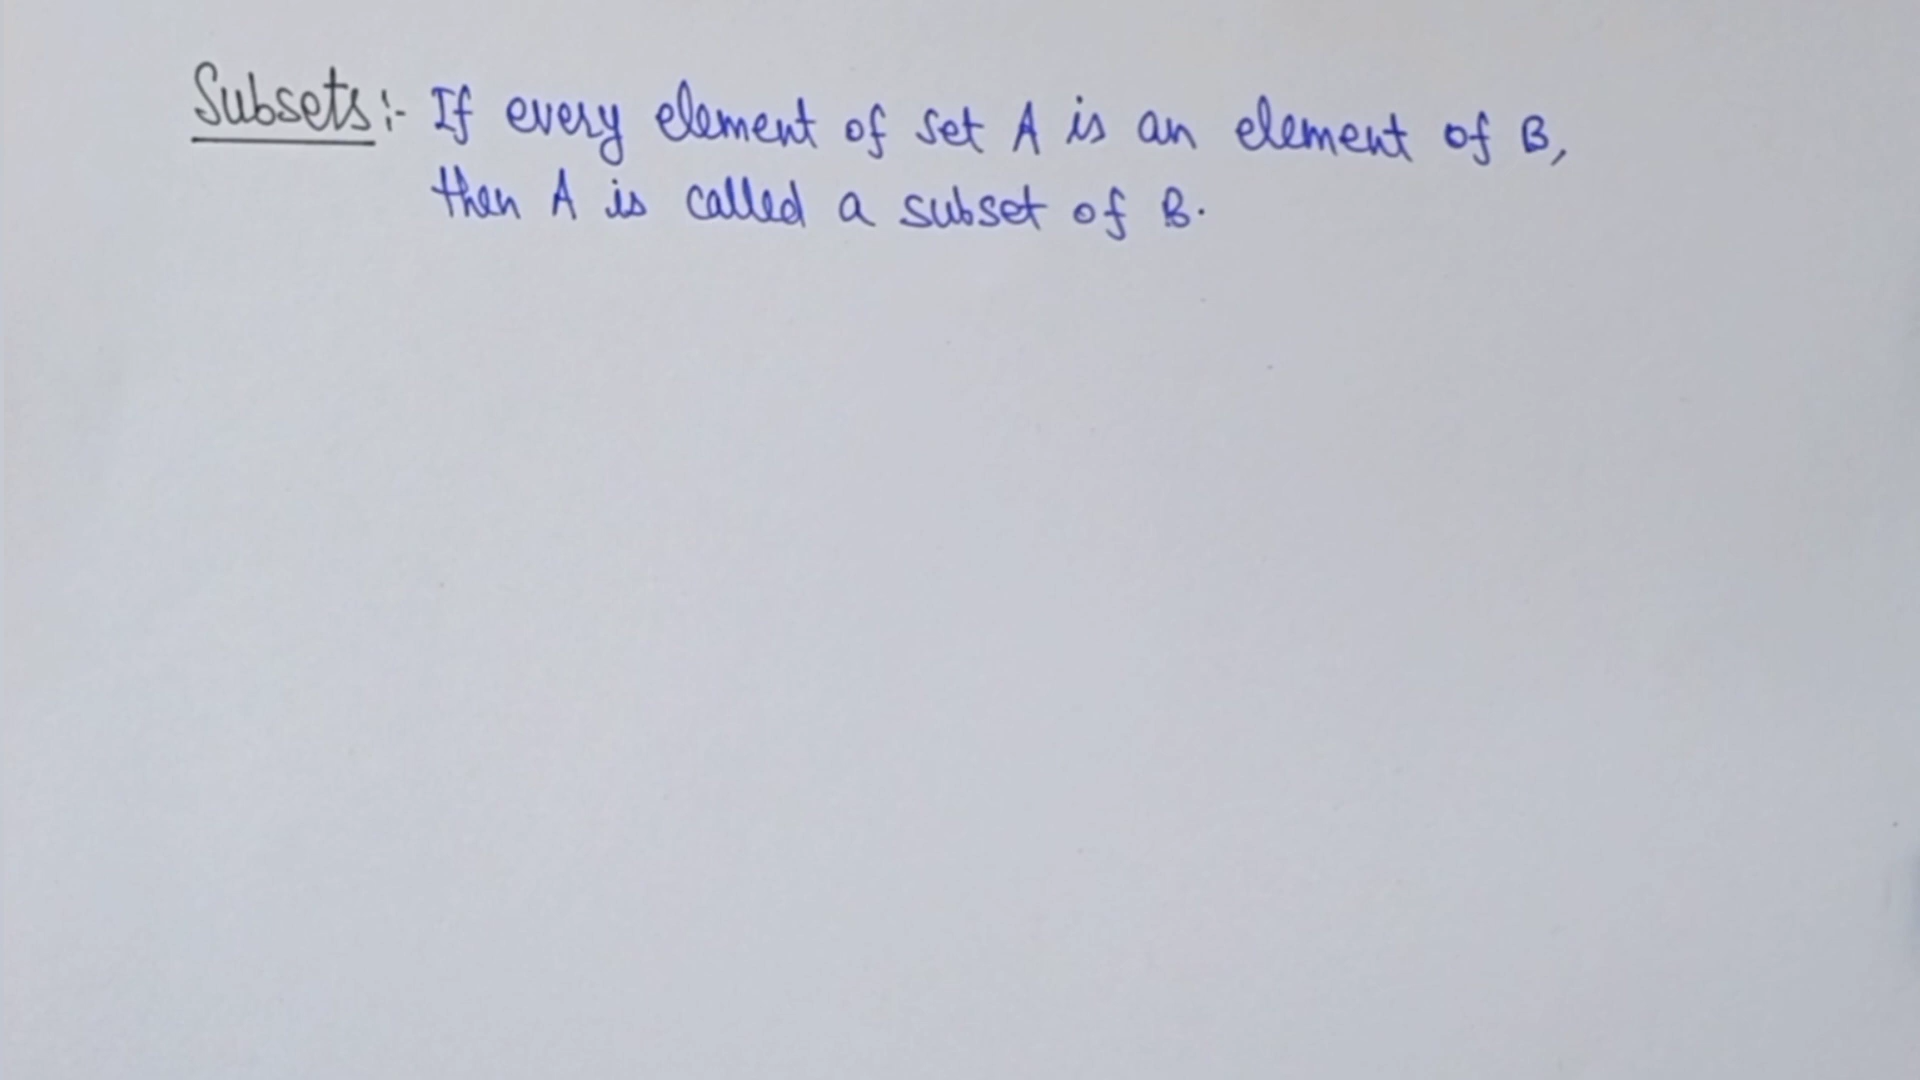 Subsets:- If every element of set A is an element of B,
then A is called a subset of B.